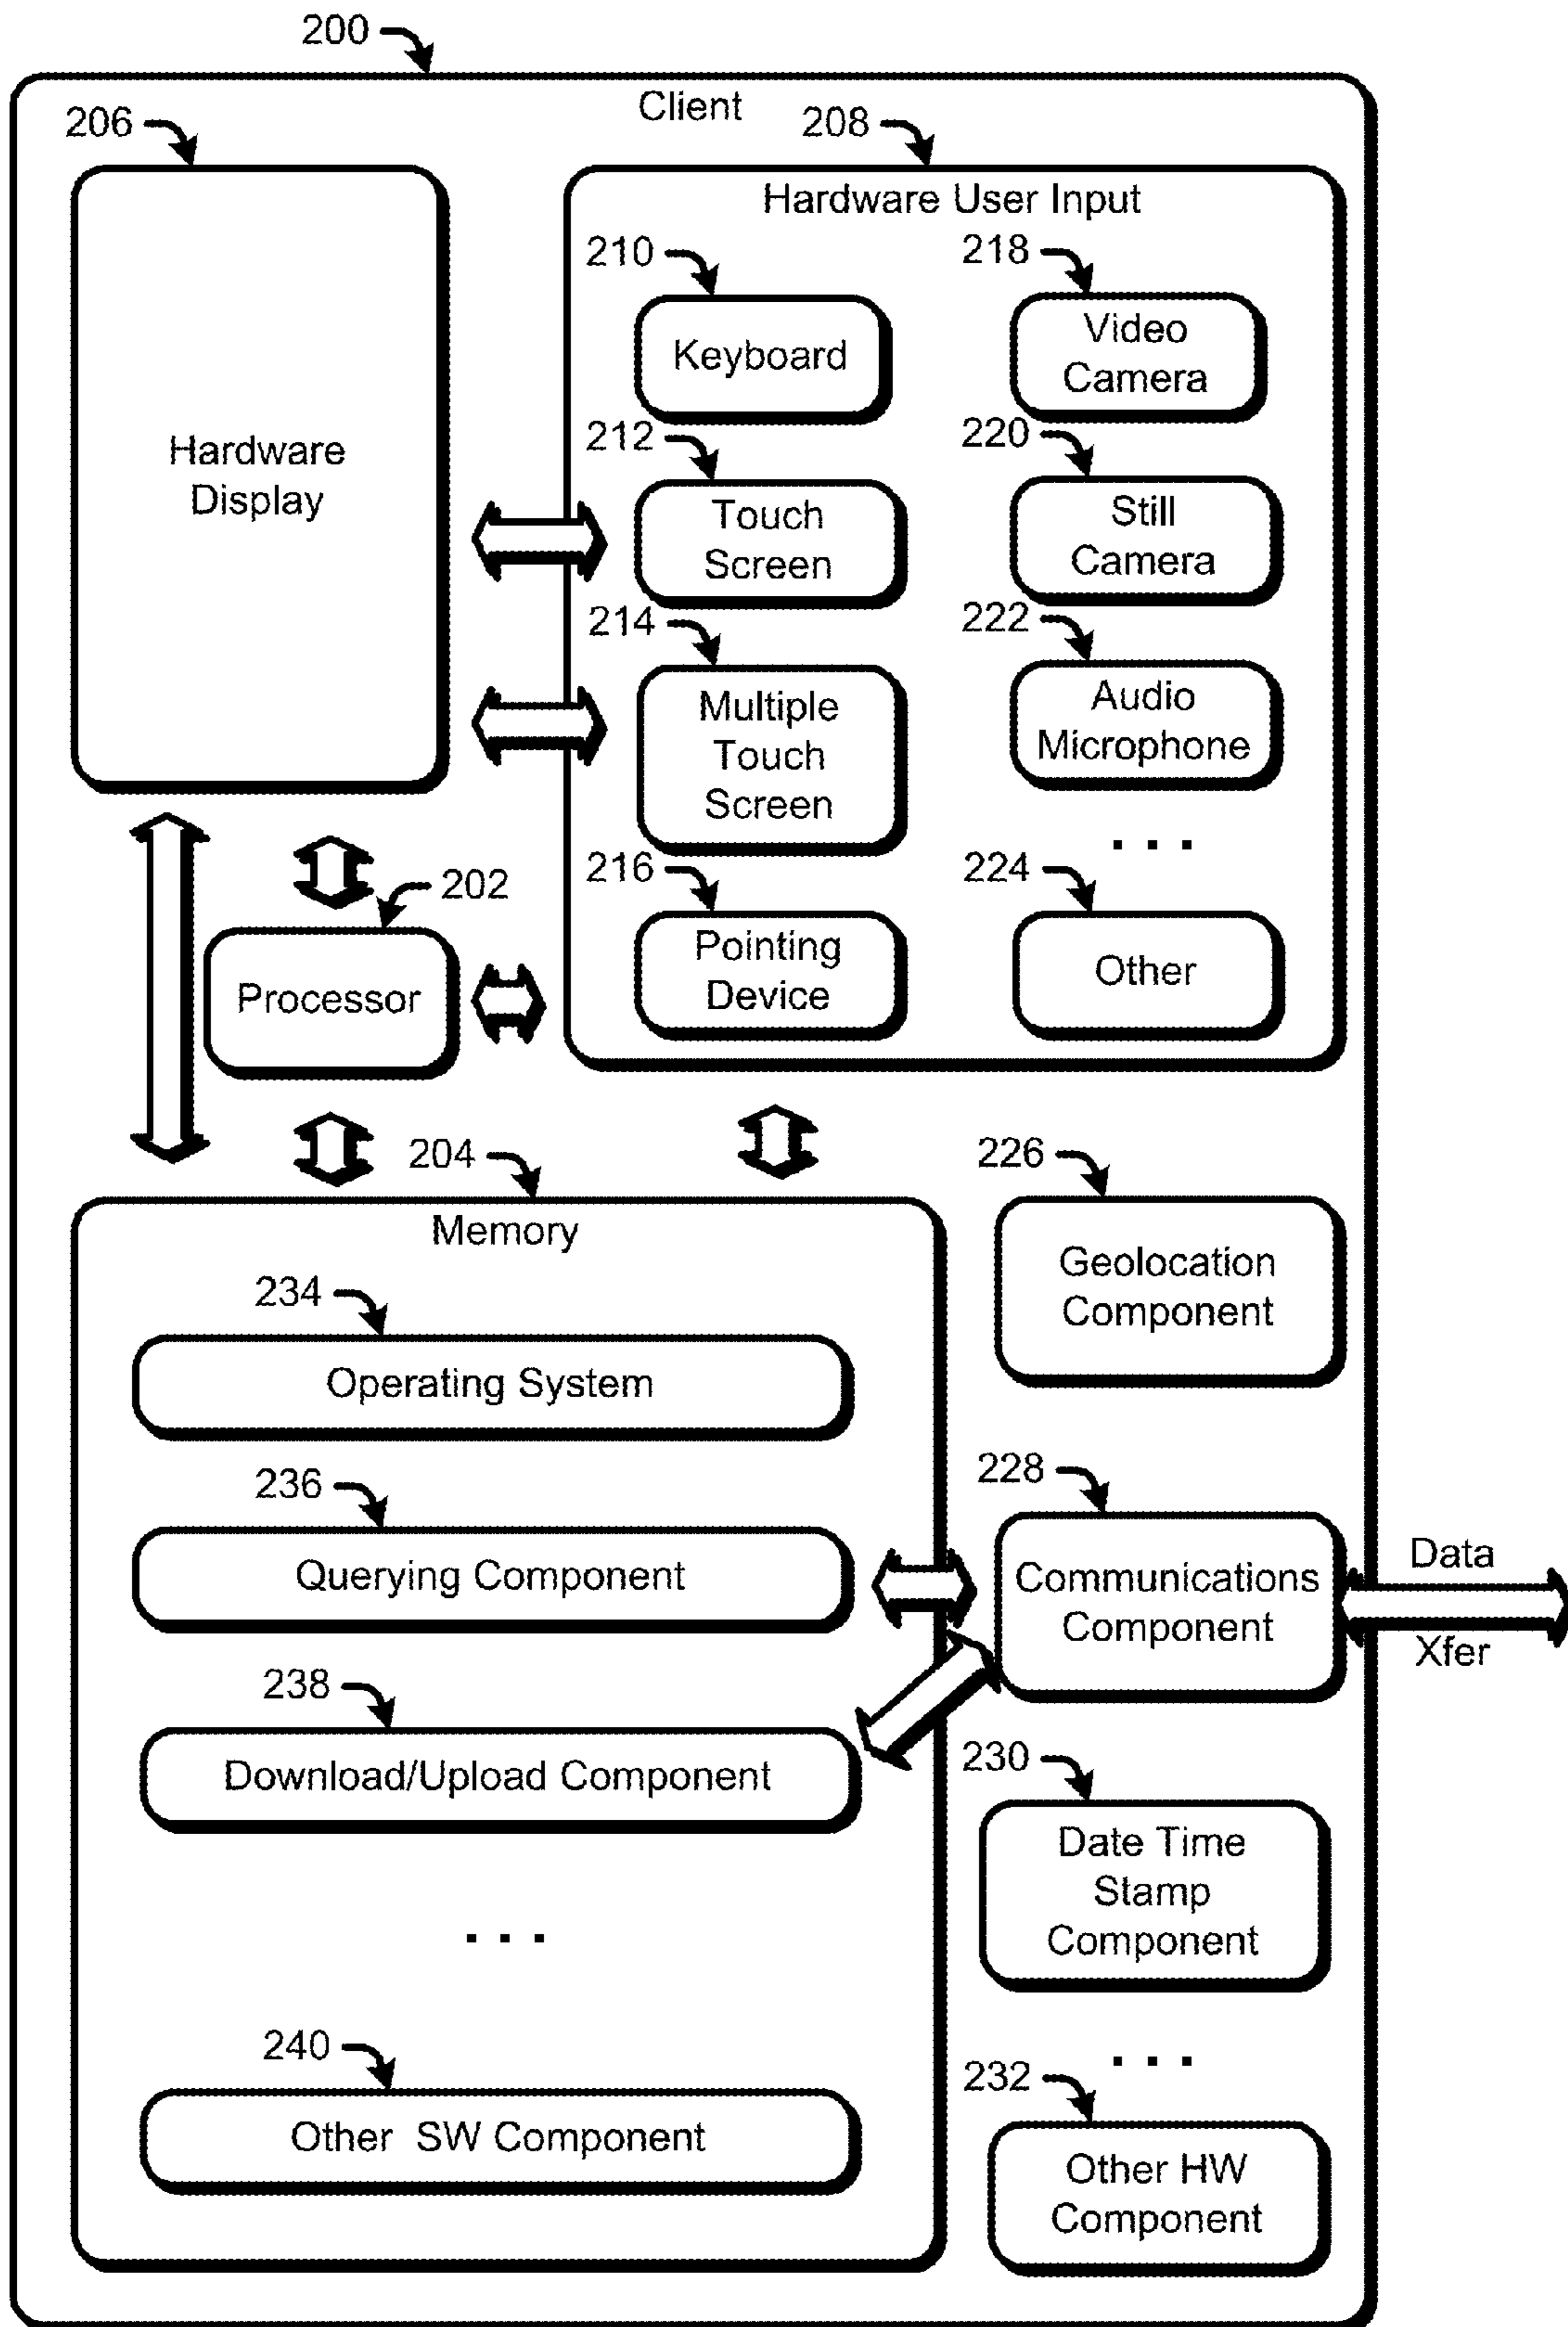 200
Client
206
208
Hardware
Display
Hardware User Input
210
Keyboard
212
Touch
Screen
214
Multiple
Touch
Screen
216
Pointing
Device
218
Video
Camera
220
Still
Camera
222
Audio
Microphone
. . .
224
Other
202
Processor
204
Memory
234
Operating System
236
Querying Component
238
Download/Upload Component
. . .
240
Other SW Component
226
Geolocation
Component
228
Communications
Component
Data
Xfer
230
Date Time
Stamp
Component
. . .
232
Other HW
Component